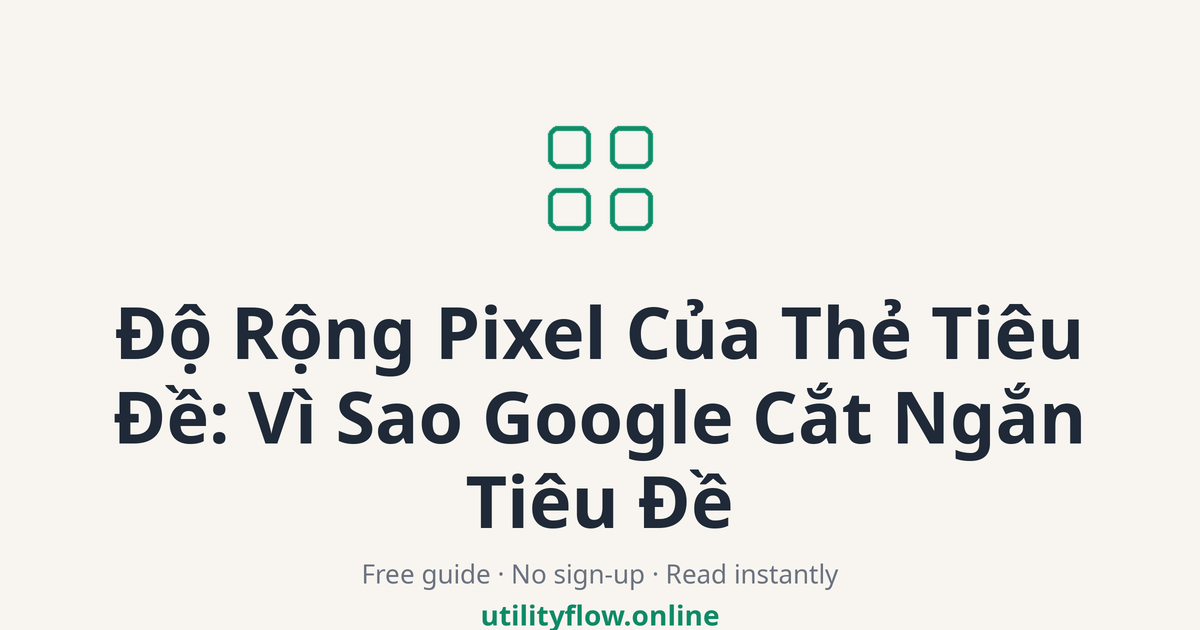 Độ Rộng Pixel Của Thẻ Tiêu
Đề: Vì Sao Google Cắt Ngắn
Tiêu Đề
Free guide · No sign-up · Read instantly
utilityflow.online